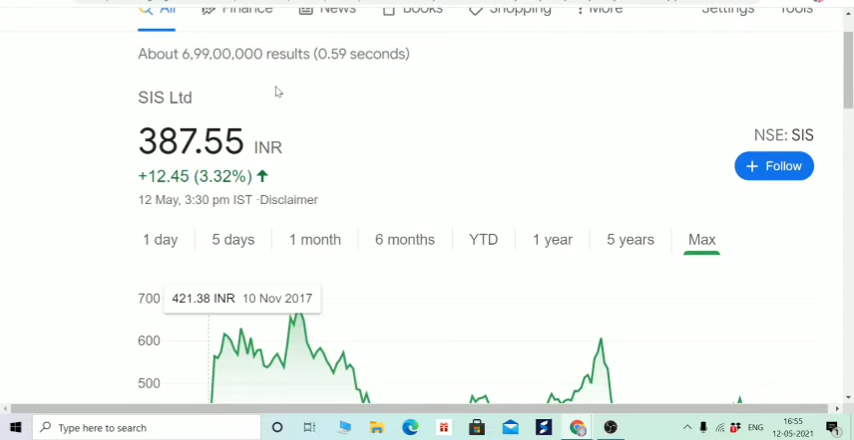 All Finance News Books Shopping More Settings Tools
About 6,99,00,000 results (0.59 seconds)
SIS Ltd
387.55 INR
NSE: SIS
+12.45 (3.32%)
+ Follow
12 May, 3:30 pm IST ·Disclaimer
1 day 5 days 1 month 6 months YTD 1 year 5 years Max
700
421.38 INR 10 Nov 2017
600
500
Type here to search
ENG
16:55
12-05-2021
1